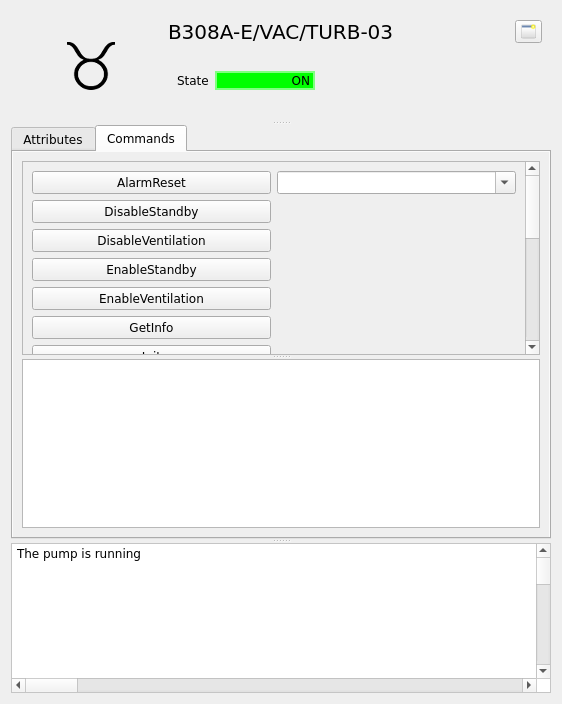 B308A-E/VAC/TURB-03
State ON
Attributes Commands
AlarmReset
DisableStandby
DisableVentilation
EnableStandby
EnableVentilation
GetInfo
The pump is running